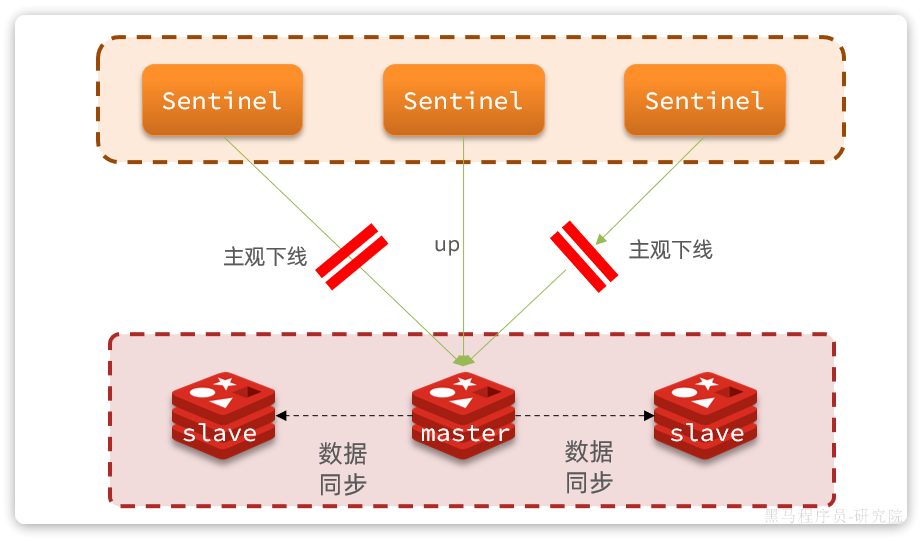 Sentinel
Sentinel
Sentinel
主观下线
up
主观下线
slave
master
slave
数据
同步
数据
同步
黑马程序员-研究院